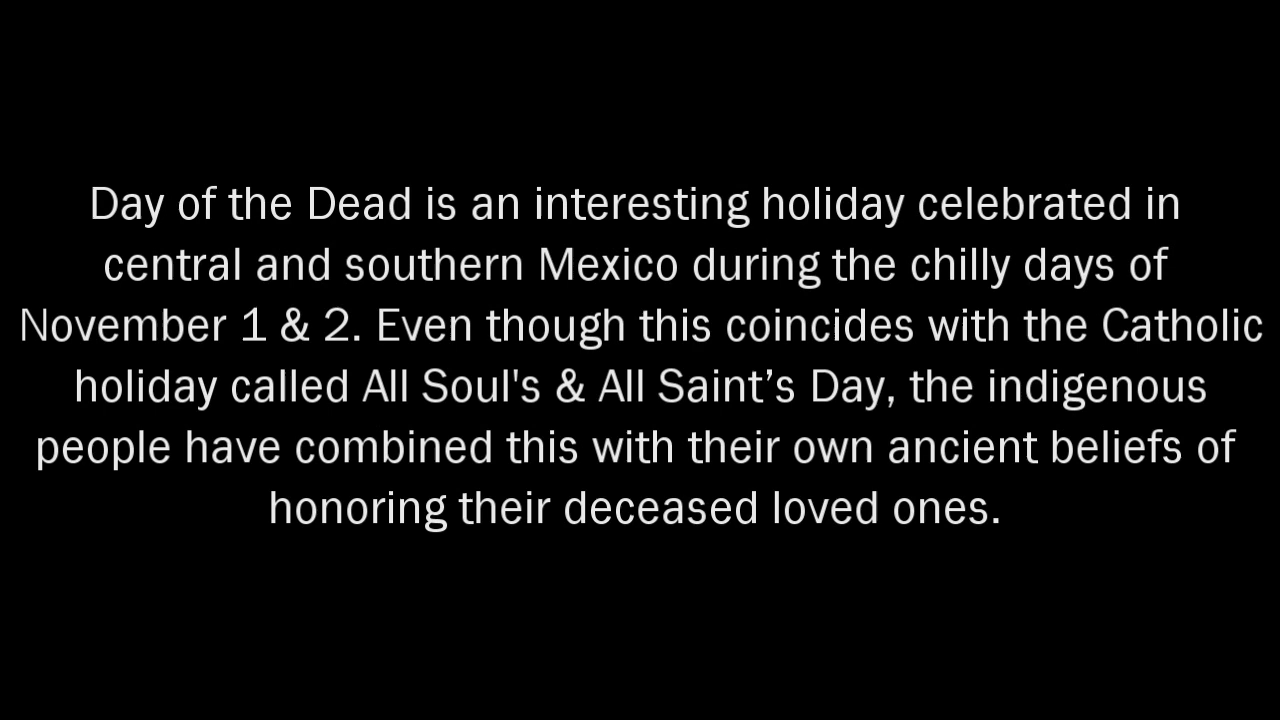 Day of the Dead is an interesting holiday celebrated in
central and southern Mexico during the chilly days of
November 1 & 2. Even though this coincides with the Catholic
holiday called All Soul's & All Saint’s Day, the indigenous
people have combined this with their own ancient beliefs of
honoring their deceased loved ones.